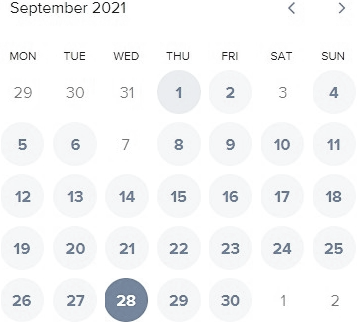 September 2021
MON TUE WED THU FRI SAT SUN
29 30 31 1 2 3 4
5 6 7 8 9 10 11
12 13 14 15 16 17 18
19 20 21 22 23 24 25
26 27 28 29 30 1 2